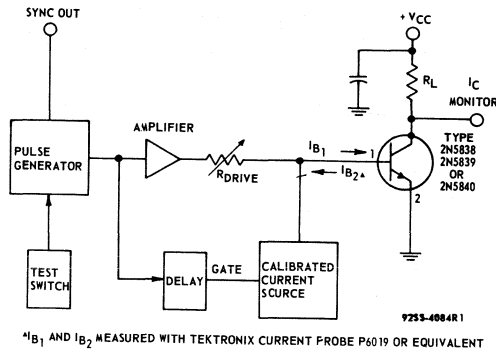 SYNC OUT
+ VCC
RL
IC
MONITOR
AMPLIFIER
PULSE
GENERATOR
RDRIVE
IB1
IB2▲
1
2
TYPE
2N5838
2N5839
OR
2N5840
TEST
SWITCH
DELAY
GATE
CALIBRATED
CURRENT
SOURCE
92SS-4084R1
▲IB1 AND IB2 MEASURED WITH TEKTRONIX CURRENT PROBE P6019 OR EQUIVALENT